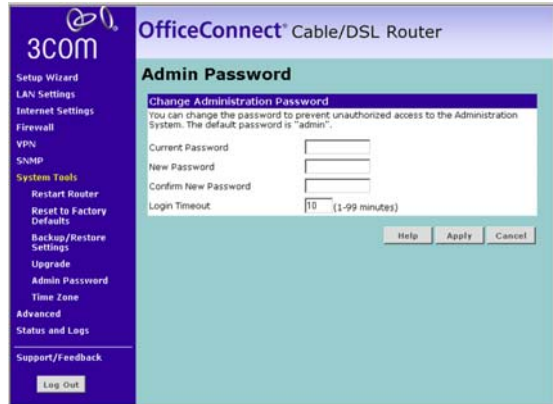 3COM
OfficeConnect® Cable/DSL Router
Setup Wizard
LAN Settings
Internet Settings
Firewall
VPN
SNMP
System Tools
Restart Router
Reset to Factory
Defaults
Backup/Restore
Settings
Upgrade
Admin Password
Time Zone
Advanced
Status and Logs
Support/Feedback
Log Out
Admin Password
Change Administration Password
You can change the password to prevent unauthorized access to the Administration
System. The default password is "admin".
Current Password
New Password
Confirm New Password
Login Timeout 10 (1-99 minutes)
Help Apply Cancel